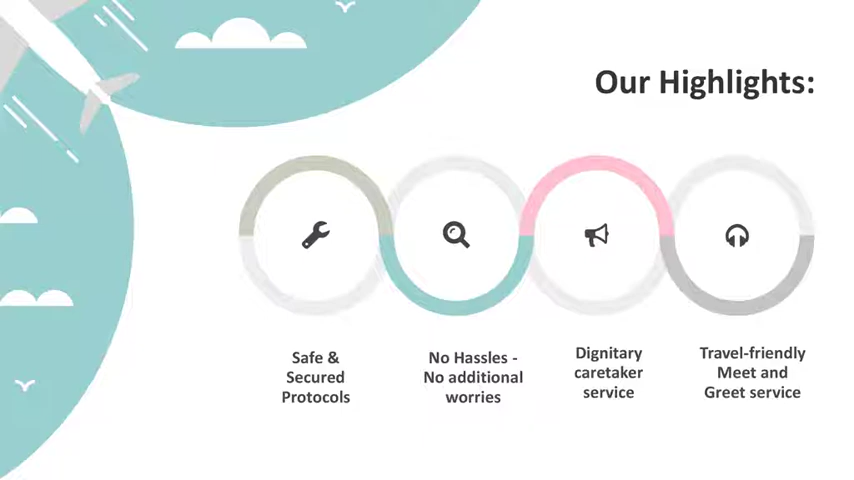 Our Highlights:
Safe &
Secured
Protocols
No Hassles -
No additional
worries
Dignitary
caretaker
service
Travel-friendly
Meet and
Greet service